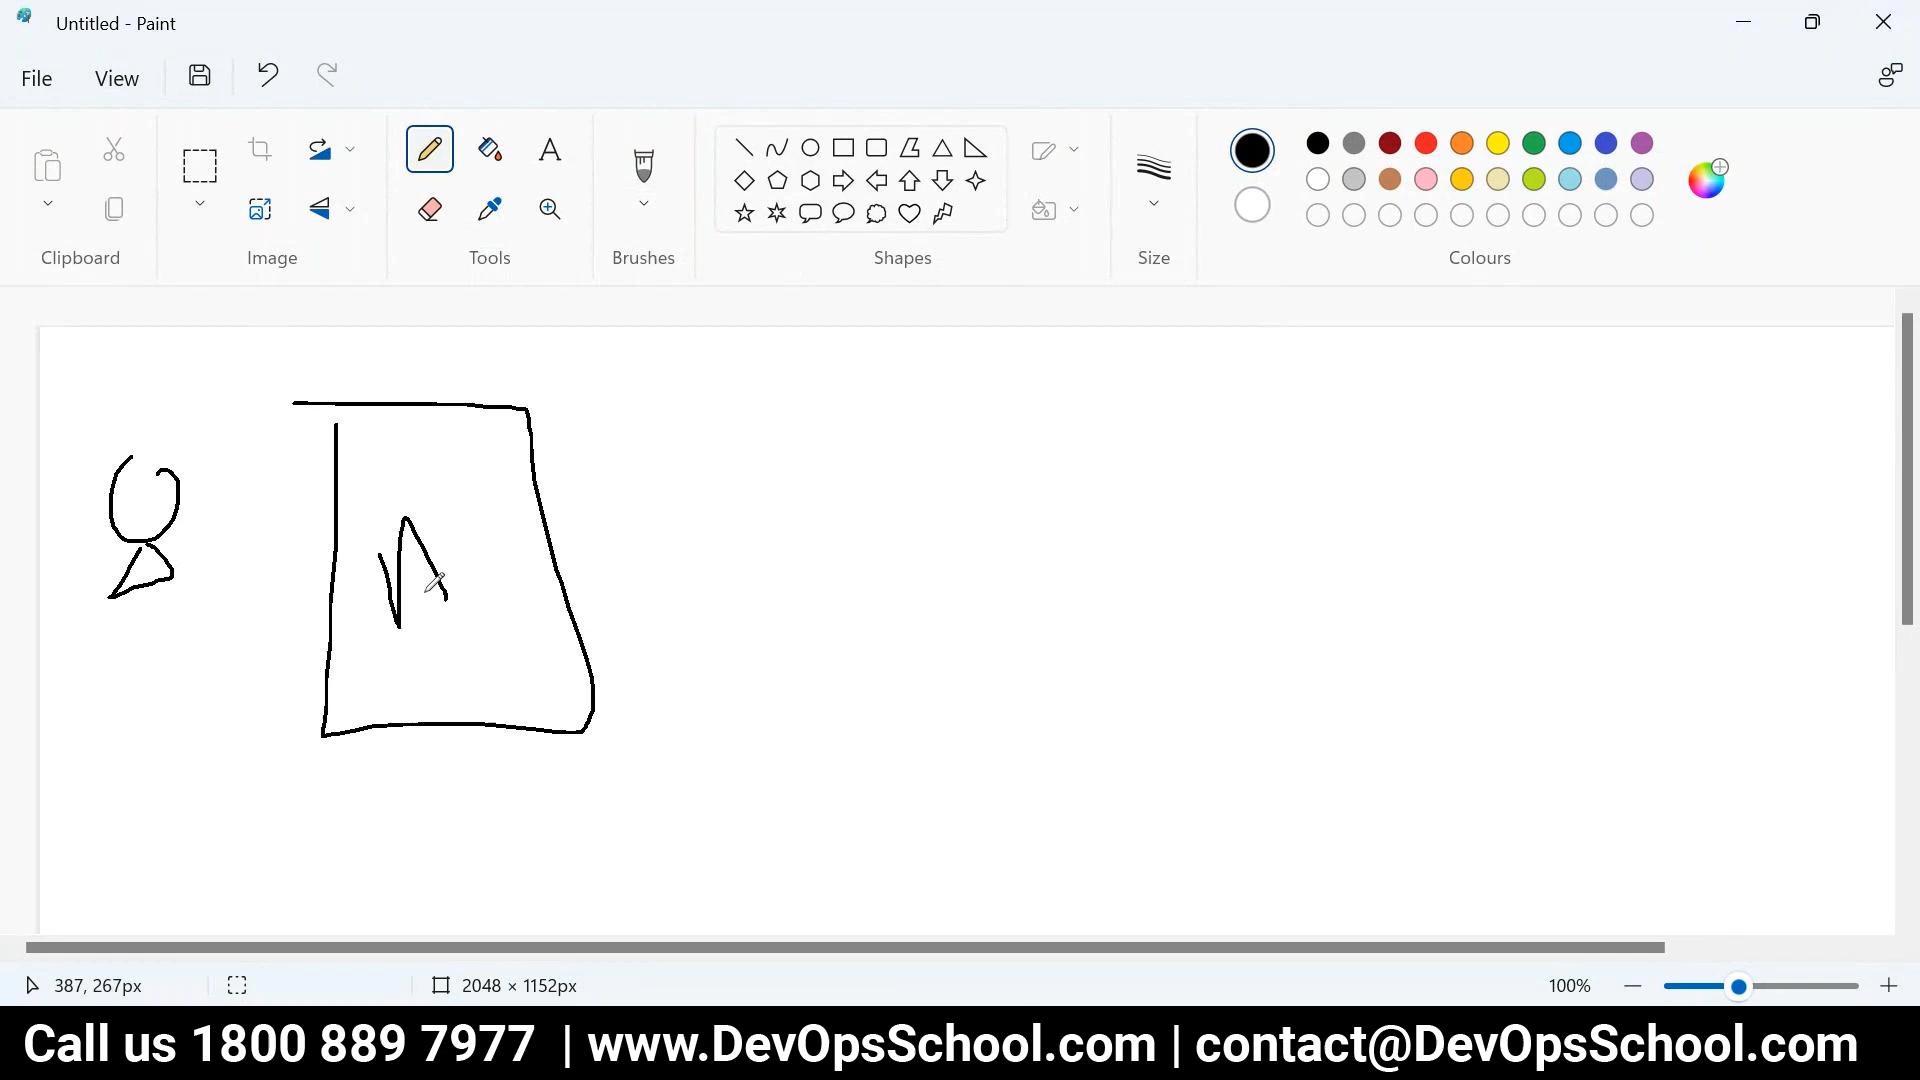 Untitled - Paint
File View
Clipboard Image Tools Brushes Shapes Size Colours
387, 267px 2048 × 1152px 100%
Call us 1800 889 7977 | www.DevOpsSchool.com | contact@DevOpsSchool.com